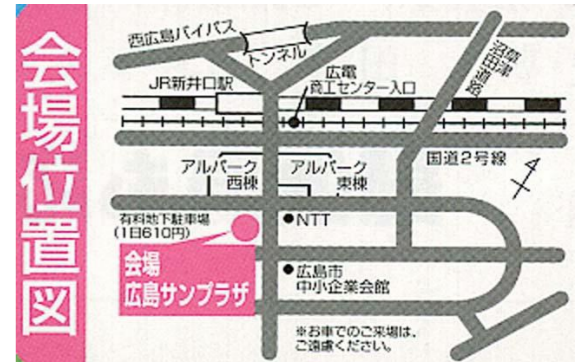 会場位置図
西広島バイパス
トンネル
草津
沼田道路
JR新井口駅
広電
商工センター入口
国道2号線
アルパーク
西棟
アルパーク
東棟
有料地下駐車場
(1日610円)
NTT
会場
広島サンプラザ
広島市
中小企業会館
※お車でのご来場は、
ご遠慮ください。